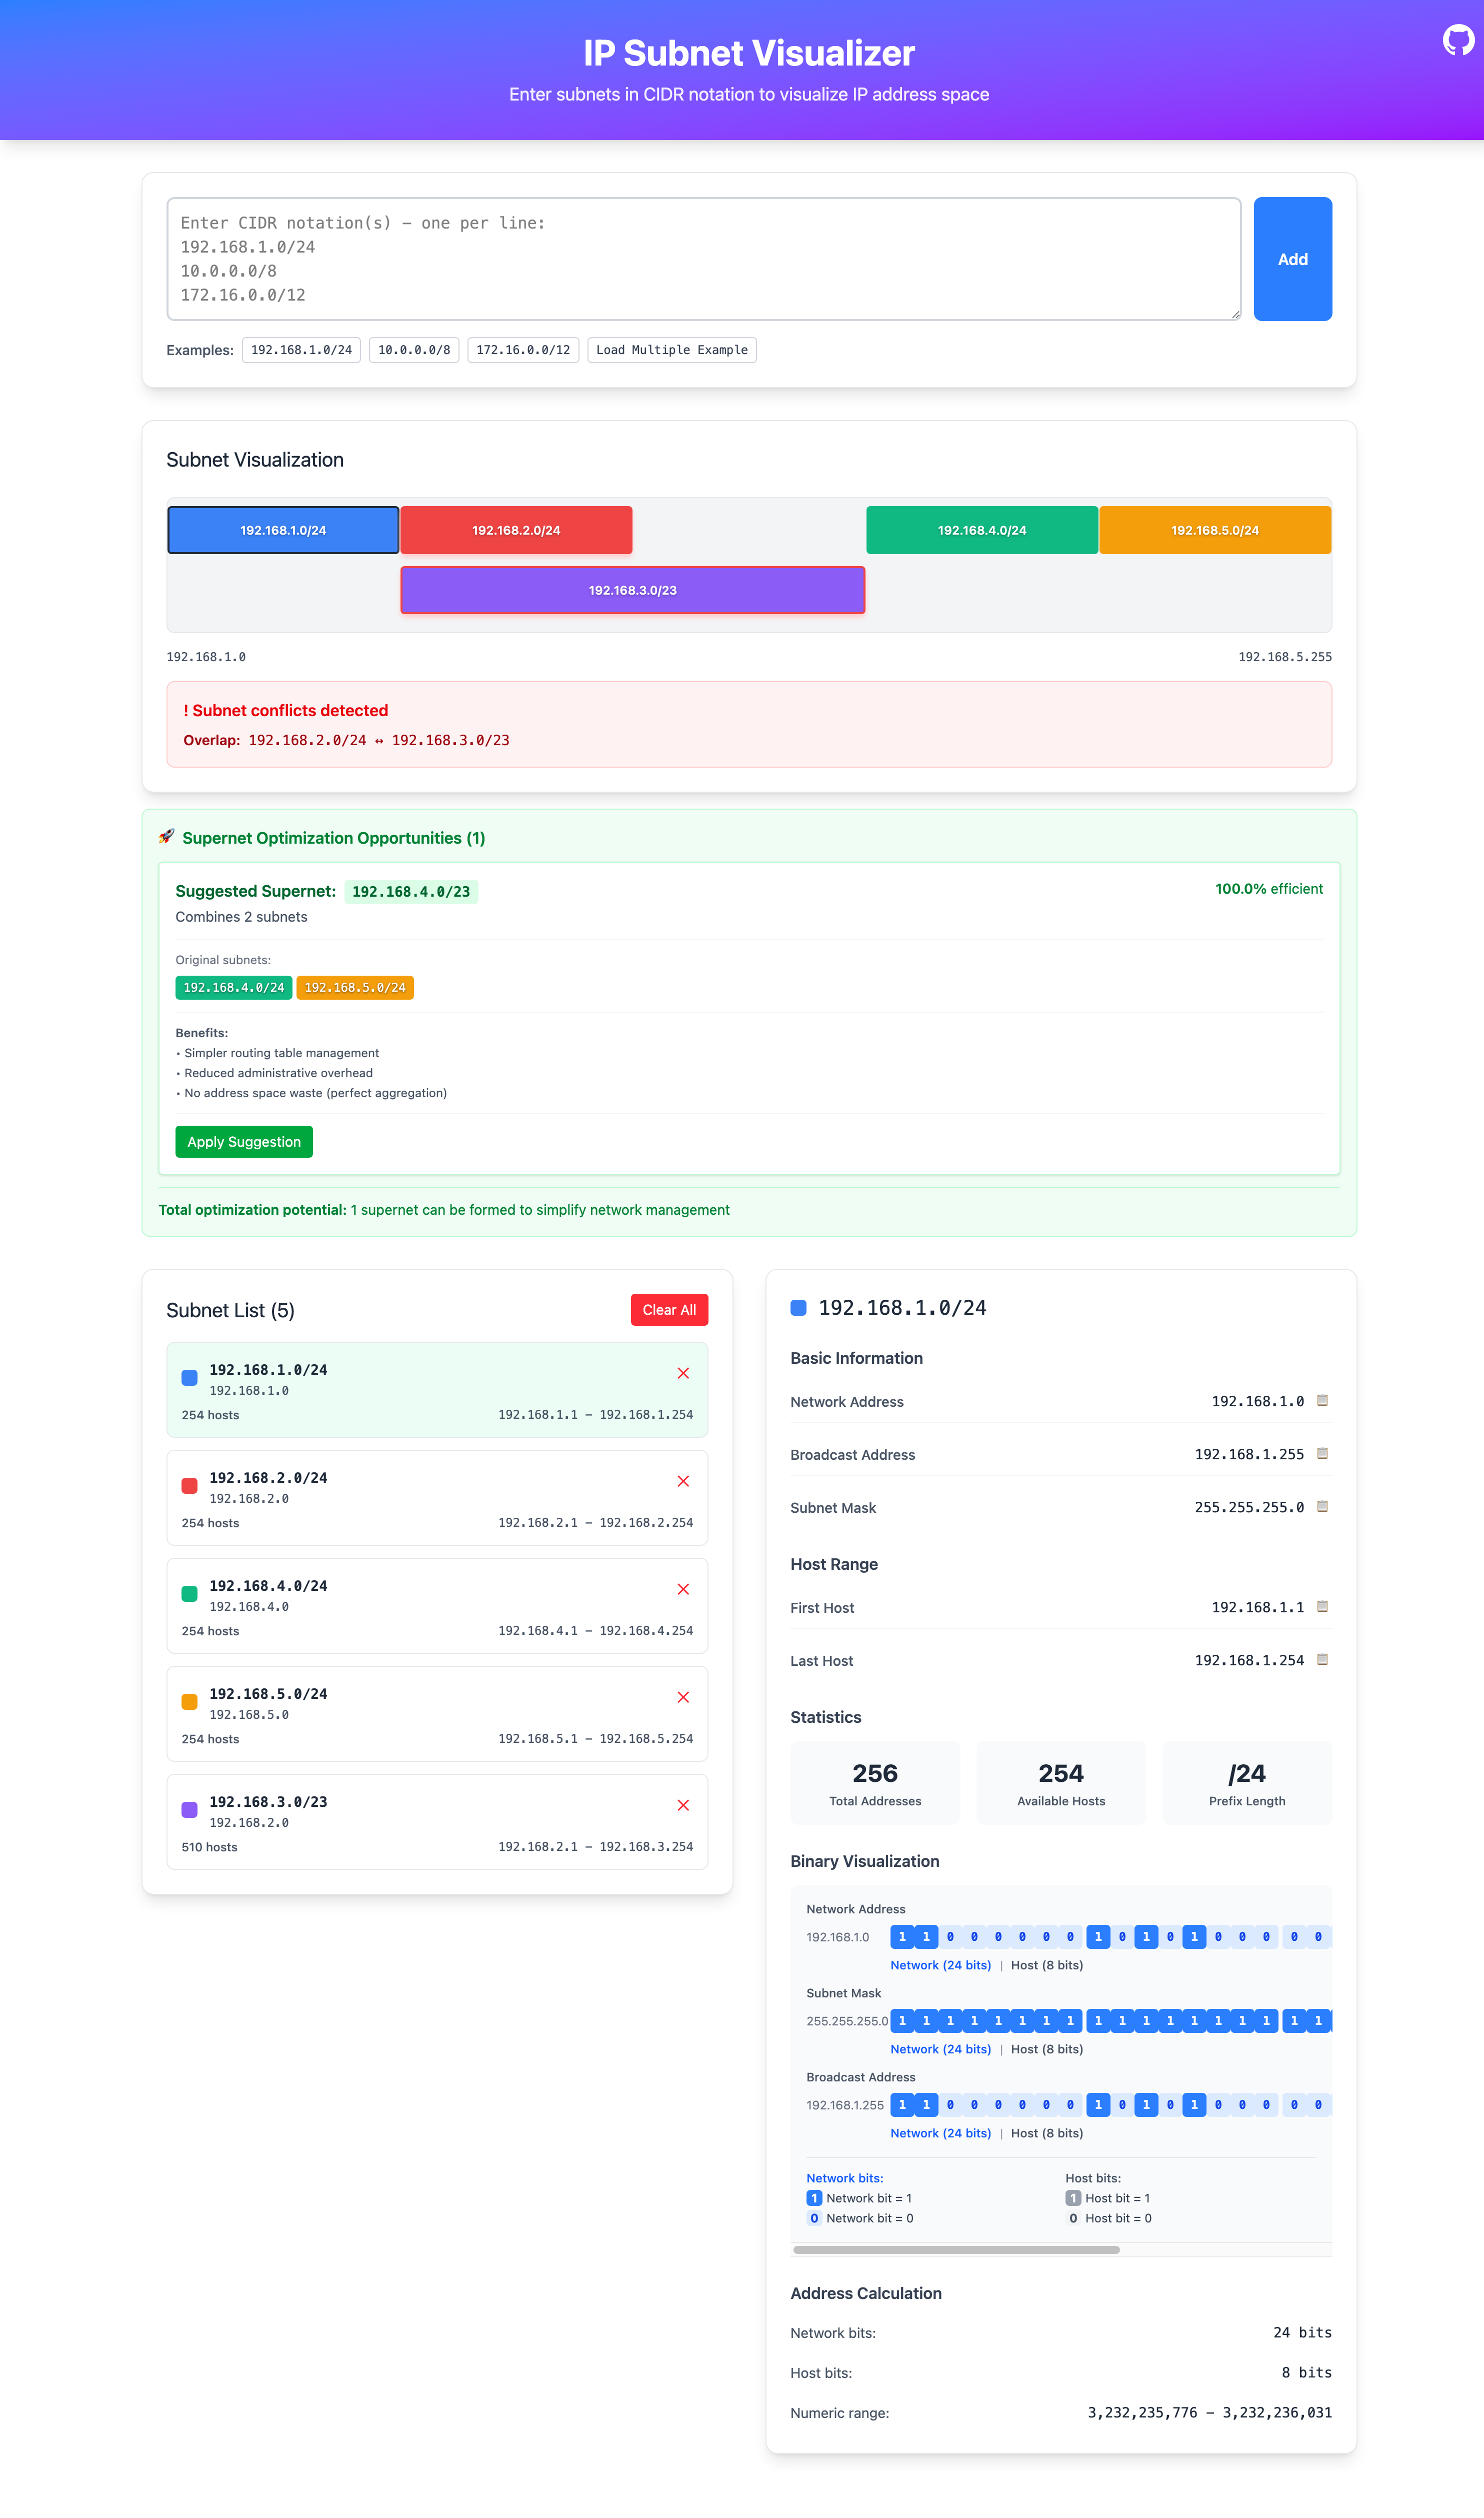 IP Subnet Visualizer
Enter subnets in CIDR notation to visualize IP address space
Enter CIDR notation(s) – one per line:
192.168.1.0/24
10.0.0.0/8
172.16.0.0/12
Add
Examples: 192.168.1.0/24 10.0.0.0/8 172.16.0.0/12 Load Multiple Example
Subnet Visualization
192.168.1.0/24 192.168.2.0/24 192.168.4.0/24 192.168.5.0/24
192.168.3.0/23
192.168.1.0 192.168.5.255
! Subnet conflicts detected
Overlap: 192.168.2.0/24 ↔ 192.168.3.0/23
🚀 Supernet Optimization Opportunities (1)
Suggested Supernet: 192.168.4.0/23 100.0% efficient
Combines 2 subnets
Original subnets:
192.168.4.0/24 192.168.5.0/24
Benefits:
• Simpler routing table management
• Reduced administrative overhead
• No address space waste (perfect aggregation)
Apply Suggestion
Total optimization potential: 1 supernet can be formed to simplify network management
Subnet List (5) Clear All
192.168.1.0/24
192.168.1.0
254 hosts 192.168.1.1 – 192.168.1.254
192.168.2.0/24
192.168.2.0
254 hosts 192.168.2.1 – 192.168.2.254
192.168.4.0/24
192.168.4.0
254 hosts 192.168.4.1 – 192.168.4.254
192.168.5.0/24
192.168.5.0
254 hosts 192.168.5.1 – 192.168.5.254
192.168.3.0/23
192.168.2.0
510 hosts 192.168.2.1 – 192.168.3.254
192.168.1.0/24
Basic Information
Network Address 192.168.1.0
Broadcast Address 192.168.1.255
Subnet Mask 255.255.255.0
Host Range
First Host 192.168.1.1
Last Host 192.168.1.254
Statistics
256 254 /24
Total Addresses Available Hosts Prefix Length
Binary Visualization
Network Address
192.168.1.0 1 1 0 0 0 0 0 0 1 0 1 0 1 0 0 0 0 0
Network (24 bits) | Host (8 bits)
Subnet Mask
255.255.255.0 1 1 1 1 1 1 1 1 1 1 1 1 1 1 1 1 1 1
Network (24 bits) | Host (8 bits)
Broadcast Address
192.168.1.255 1 1 0 0 0 0 0 0 1 0 1 0 1 0 0 0 0 0
Network (24 bits) | Host (8 bits)
Network bits: Host bits:
1 Network bit = 1 1 Host bit = 1
0 Network bit = 0 0 Host bit = 0
Address Calculation
Network bits: 24 bits
Host bits: 8 bits
Numeric range: 3,232,235,776 – 3,232,236,031